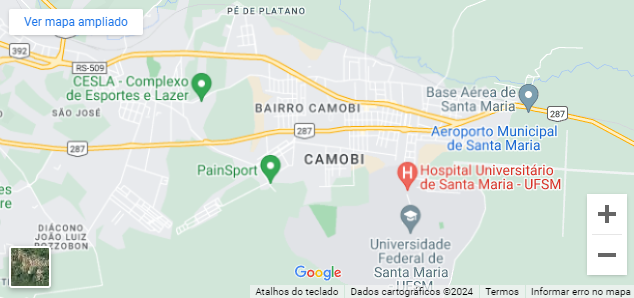 PÉ DE PLATANO
Ver mapa ampliado
392
RS-509
CESLA - Complexo
de Esportes e Lazer
SÃO JOSÉ
BAIRRO CAMOBI
Base Aérea de
Santa Maria
287
Aeroporto Municipal
de Santa Maria
287
287
CAMOBI
PainSport
Hospital Universitário
de Santa Maria - UFSM
DIÁCONO
JOÃO LUIZ
POZZOBON
Universidade
Federal de
Santa Maria
UFSM
Google
Atalhos do teclado
Dados cartográficos ©2024
Termos
Informar erro no mapa